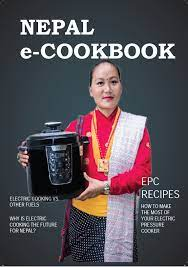 NEPAL
e-COOKBOOK
ELECTRIC COOKING VS.
OTHER FUELS
WHY IS ELECTRIC
COOKING THE FUTURE
FOR NEPAL?
EPC
RECIPES
HOW TO MAKE
THE MOST OF
YOUR ELECTRIC
PRESSURE
COOKER